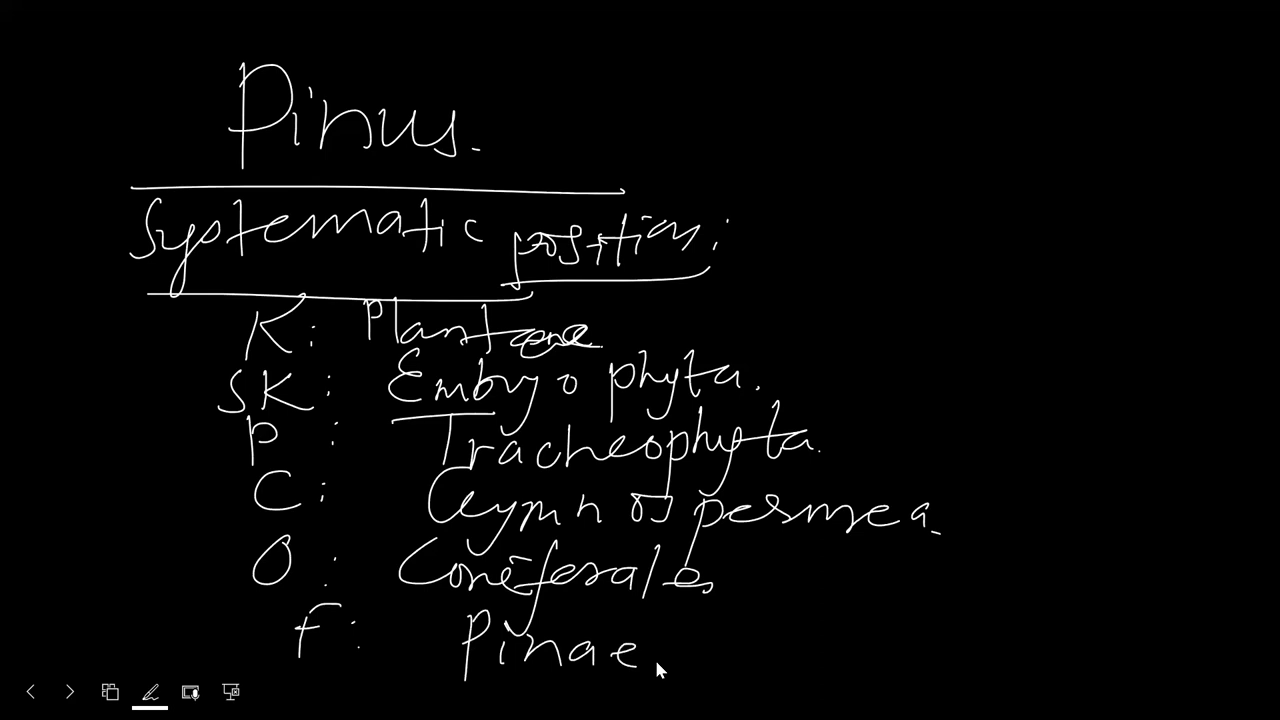 Pinus.
Systematic position:
K: Plantae
SK: Embryophyta.
P: Tracheophyta.
C: Gymnospermea.
O: Coniferales
F: Pinae